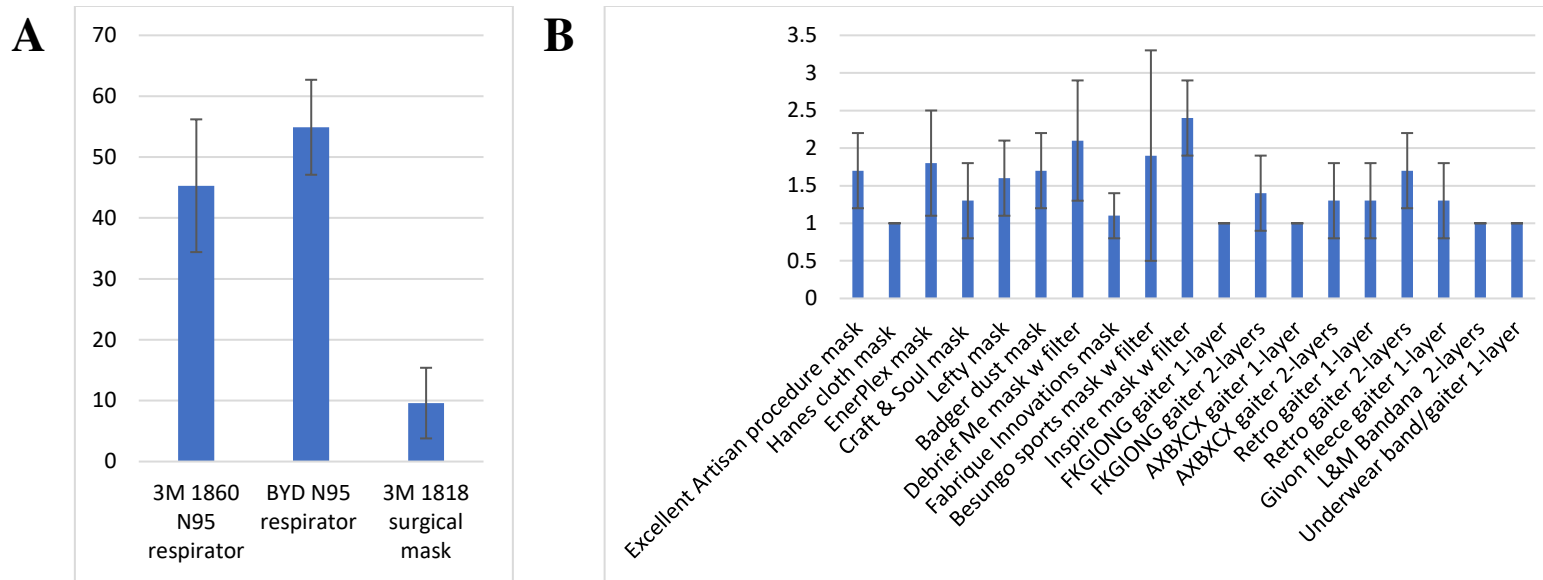 A
70
60
50
40
30
20
10
0
3M 1860
N95
respirator
BYD N95
respirator
3M 1818
surgical
mask
B
3.5
3
2.5
2
1.5
1
0.5
0
Excellent Artisan procedure mask
Hanes cloth mask
EnerPlex mask
Craft & Soul mask
Lefty mask
Badger dust mask
Debrief Me mask w filter
Fabrique Innovations mask
Besungo sports mask w filter
Inspire mask w filter
FKGIONG gaiter 1-layer
FKGIONG gaiter 2-layers
AXBXCX gaiter 1-layer
AXBXCX gaiter 2-layers
Retro gaiter 1-layer
Retro gaiter 2-layers
Givon fleece gaiter 1-layer
L&M Bandana 2-layers
Underwear band/gaiter 1-layer